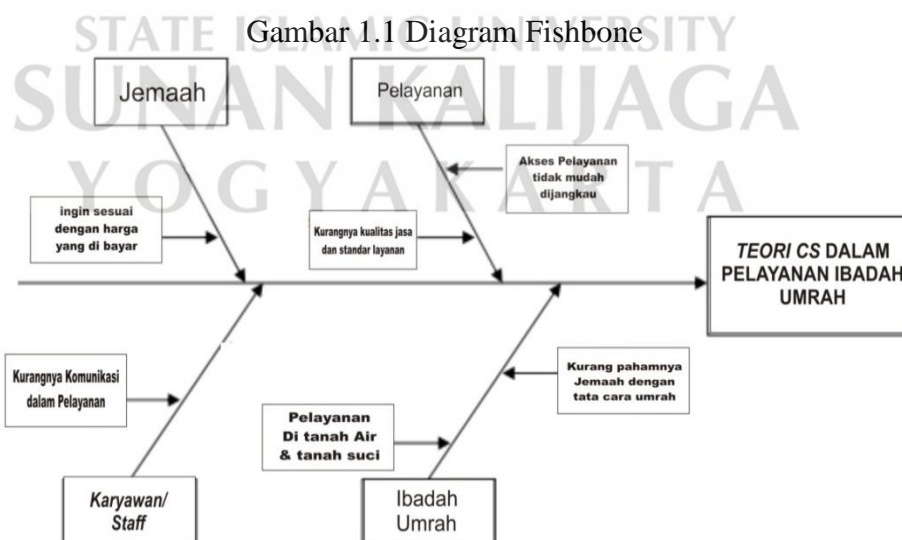 STATE ISLAMIC UNIVERSITY
SUNAN KALIJAGA
YOGYAKARTA
Gambar 1.1 Diagram Fishbone
Jemaah
Pelayanan
Akses Pelayanan
tidak mudah
dijangkau
ingin sesuai
dengan harga
yang di bayar
Kurangnya kualitas jasa
dan standar layanan
TEORI CS DALAM
PELAYANAN IBADAH
UMRAH
Kurangnya Komunikasi
dalam Pelayanan
Kurang pahamnya
Jemaah dengan
tata cara umrah
Pelayanan
Di tanah Air
& tanah suci
Karyawan/
Staff
Ibadah
Umrah